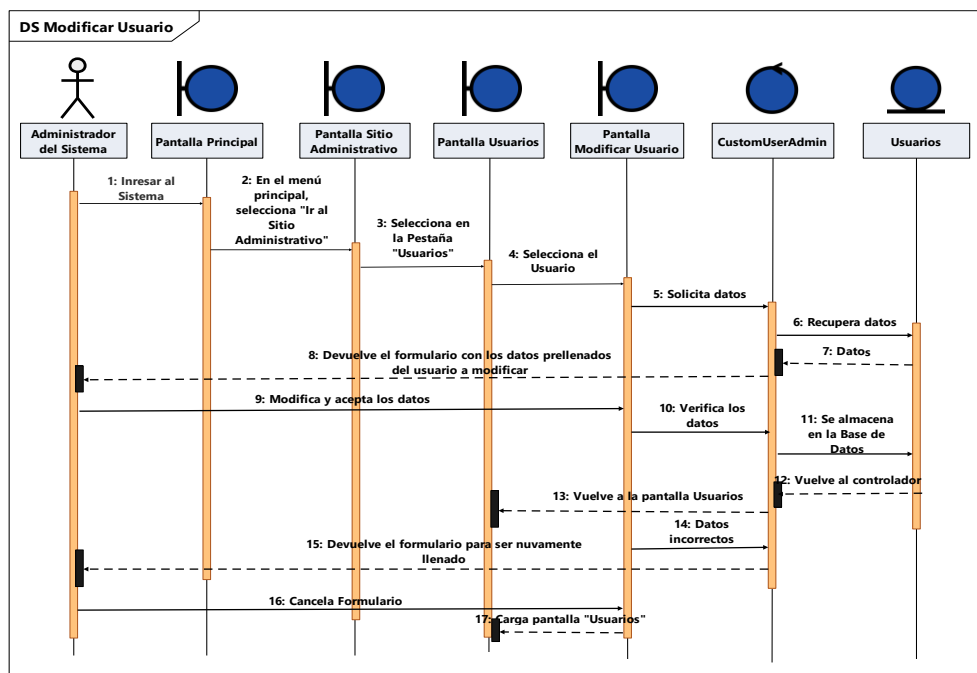 DS Modificar Usuario
Administrador
del Sistema
Pantalla Principal
Pantalla Sitio
Administrativo
Pantalla Usuarios
Pantalla
Modificar Usuario
CustomUserAdmin
Usuarios
1: Inresar al
Sistema
2: En el menú
principal,
selecciona "Ir al
Sitio
Administrativo"
3: Selecciona en
la Pestaña
"Usuarios"
4: Selecciona el
Usuario
5: Solicita datos
6: Recupera datos
7: Datos
8: Devuelve el formulario con los datos prellenados
del usuario a modificar
9: Modifica y acepta los datos
10: Verifica los
datos
11: Se almacena
en la Base de
Datos
12: Vuelve al controlador
13: Vuelve a la pantalla Usuarios
14: Datos
incorrectos
15: Devuelve el formulario para ser nuvamente
llenado
16: Cancela Formulario
17: Carga pantalla "Usuarios"